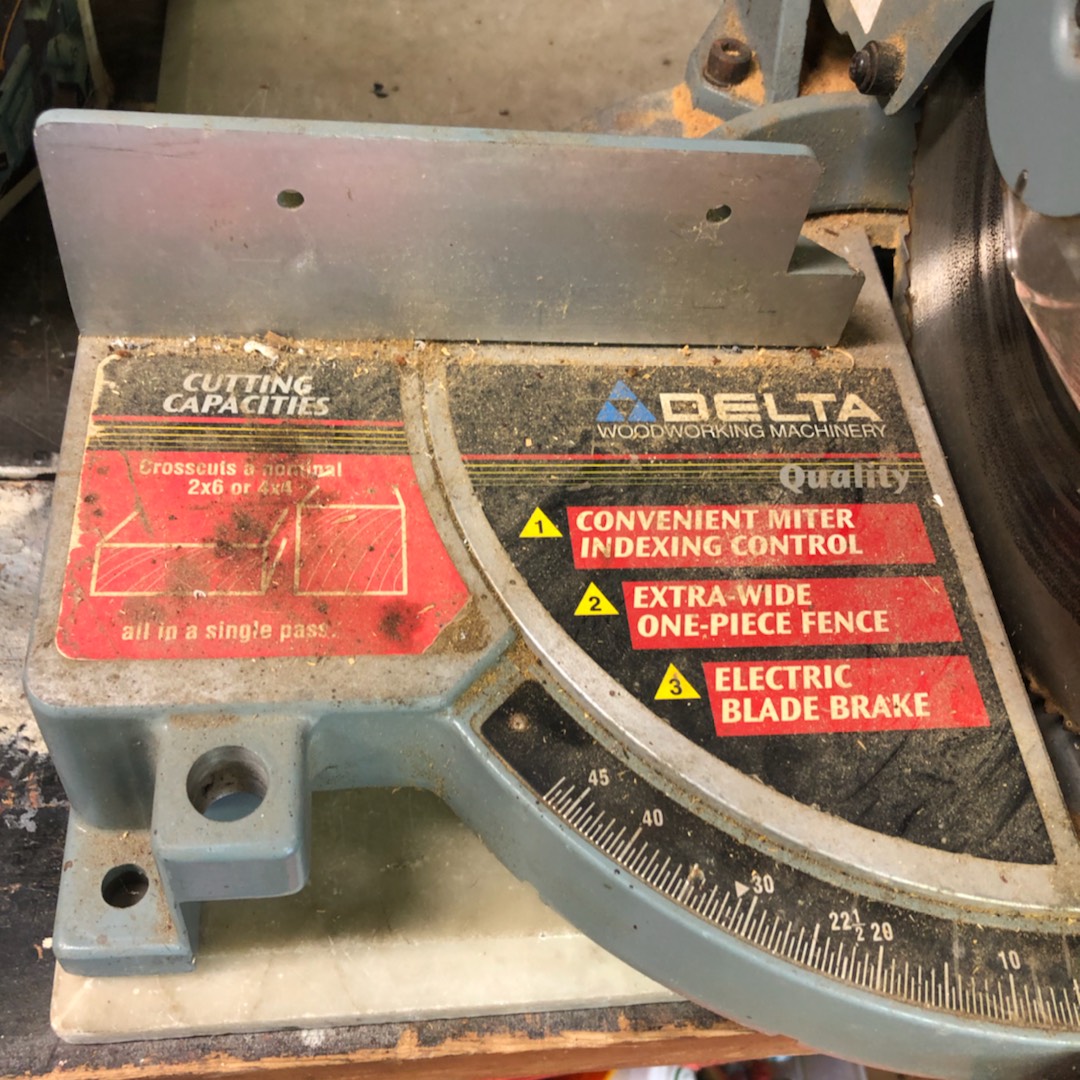 CUTTING
CAPACITIES
Crosscuts a nominal
2x6 or 4x4
all in a single pass.
DELTA
WOODWORKING MACHINERY
Quality
1 CONVENIENT MITER
INDEXING CONTROL
2 EXTRA-WIDE
ONE-PIECE FENCE
3 ELECTRIC
BLADE BRAKE
45
40
30
22½
20
10